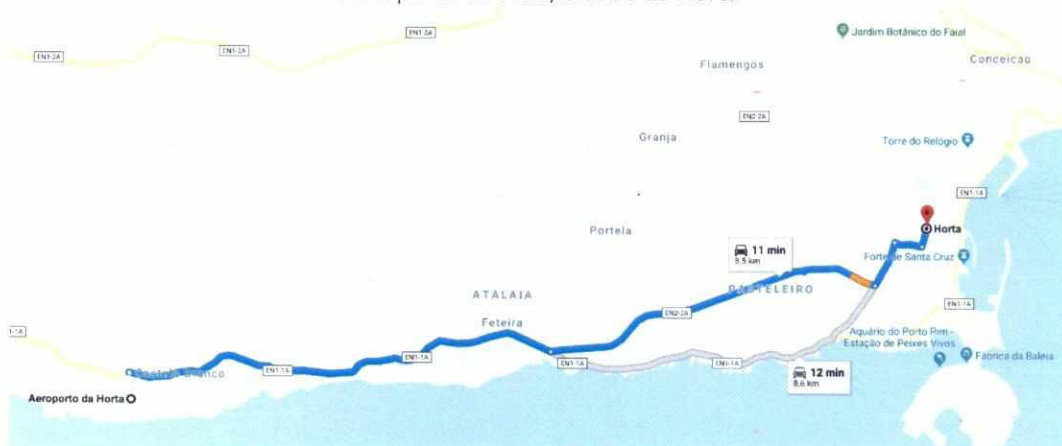 Jardim Botânico do Faial
EN1-2A
EN1-2A
EN1-2A
Conceicao
Flamengos
EN2-2A
Granja
Torre do Relógio
EN1-1A
Portela
Horta
11 min
8,5 km
Forte de Santa Cruz
ATALAIA
PASTELEIRO
EN1-1A
EN2-2A
Feteira
Aquário do Porto Pim -
Estação de Peixes Vivos
EN1-1A
EN1-1A
EN1-1A
Fábrica da Baleia
Castelo Branco
EN1-1A
12 min
8,6 km
Aeroporto da Horta